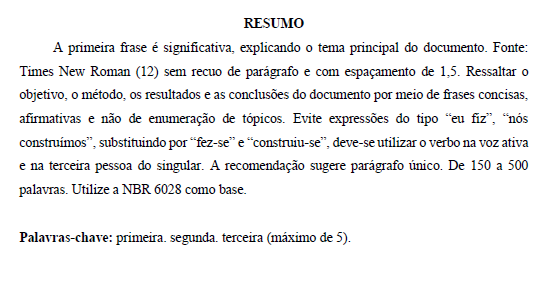 RESUMO
A primeira frase é significativa, explicando o tema principal do documento. Fonte:
Times New Roman (12) sem recuo de parágrafo e com espaçamento de 1,5. Ressaltar o
objetivo, o método, os resultados e as conclusões do documento por meio de frases concisas,
afirmativas e não de enumeração de tópicos. Evite expressões do tipo “eu fiz”, “nós
construímos”, substituindo por “fez-se” e “construiu-se”, deve-se utilizar o verbo na voz ativa
e na terceira pessoa do singular. A recomendação sugere parágrafo único. De 150 a 500
palavras. Utilize a NBR 6028 como base.
Palavras-chave: primeira. segunda. terceira (máximo de 5).